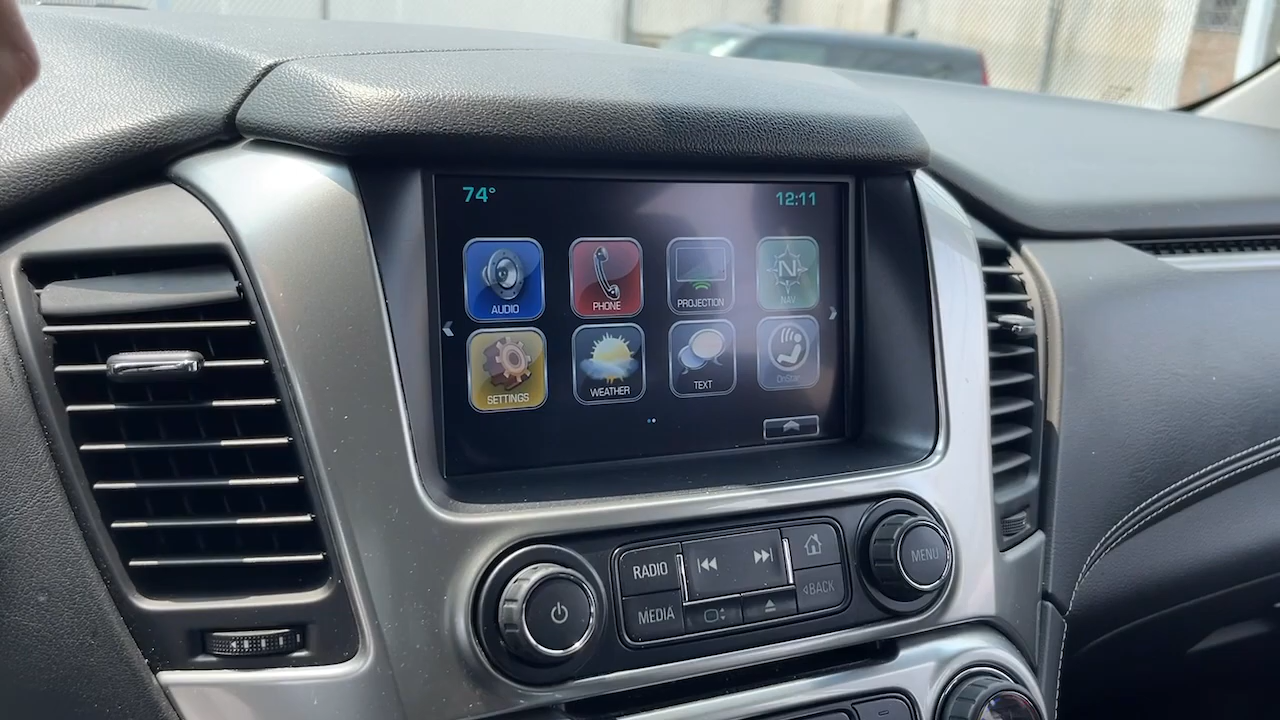 74°
12:11
AUDIO
PHONE
PROJECTION
NAV
SETTINGS
WEATHER
TEXT
OnStar
RADIO
MEDIA
BACK
MENU